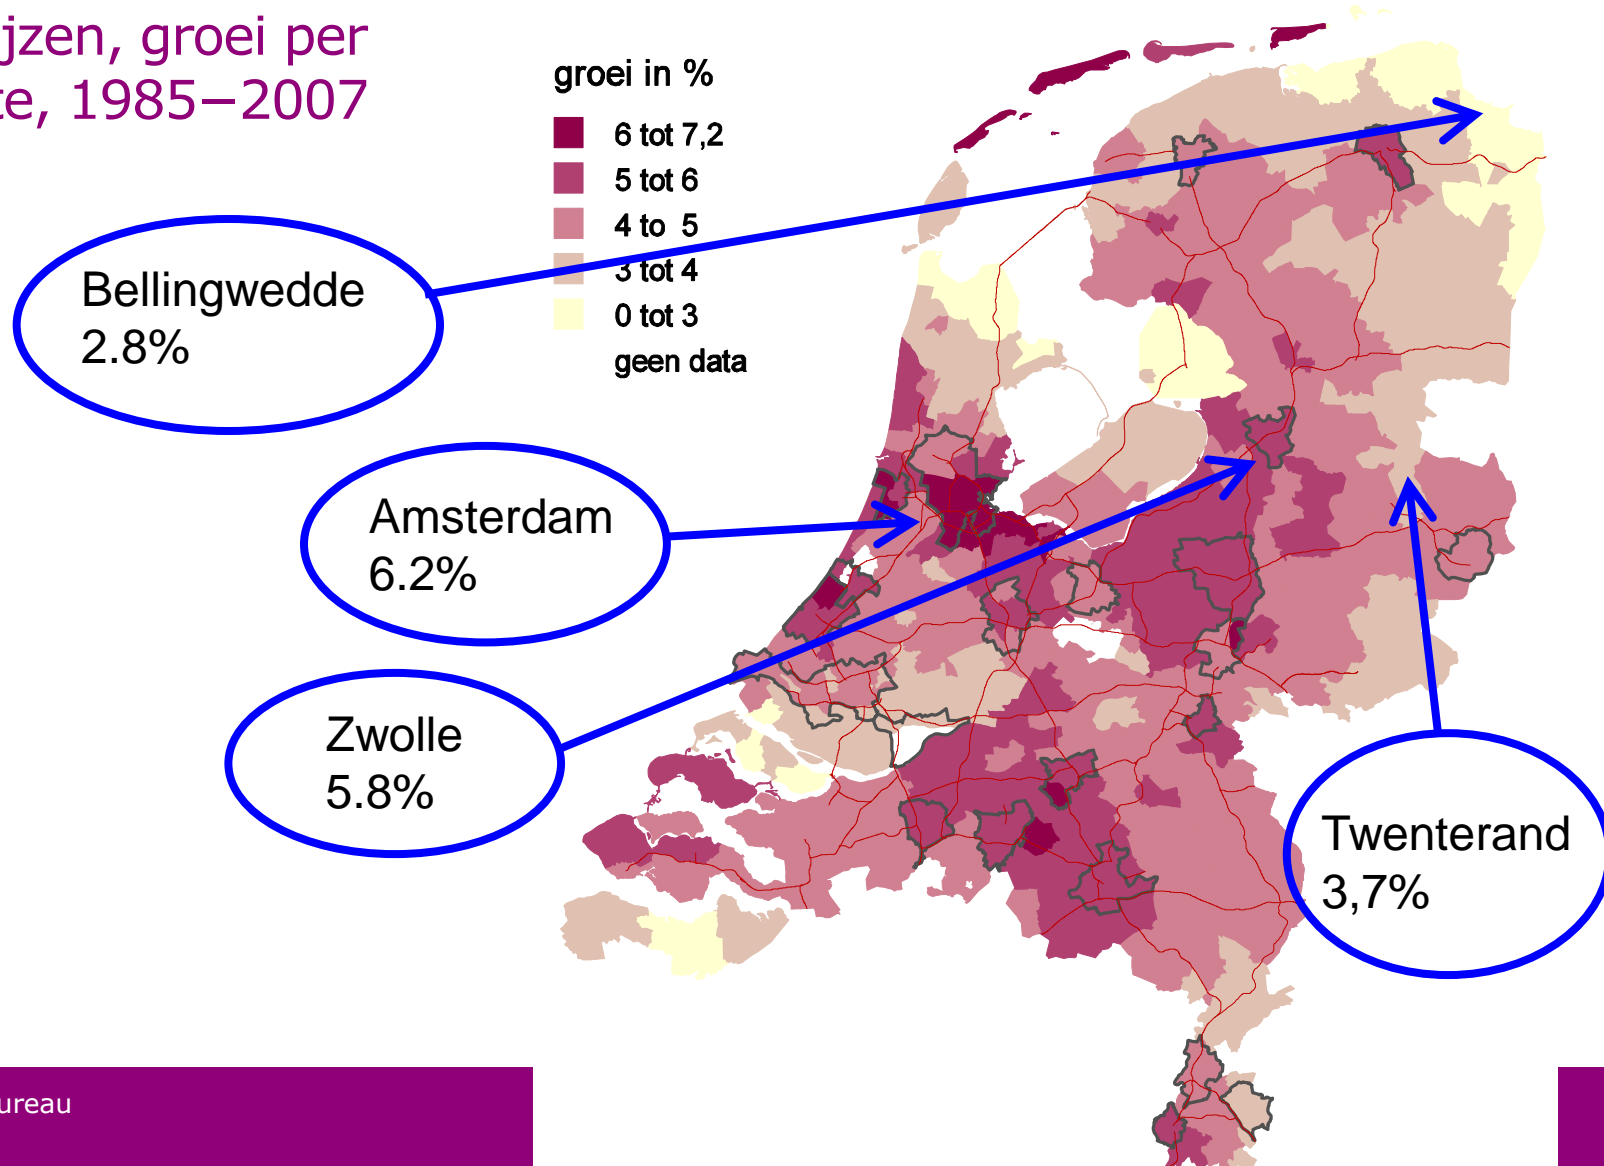 ijzen, groei per
te, 1985–2007
groei in %
6 tot 7,2
5 tot 6
4 to 5
3 tot 4
0 tot 3
geen data
Bellingwedde
2.8%
Amsterdam
6.2%
Zwolle
5.8%
Twenterand
3,7%
ureau